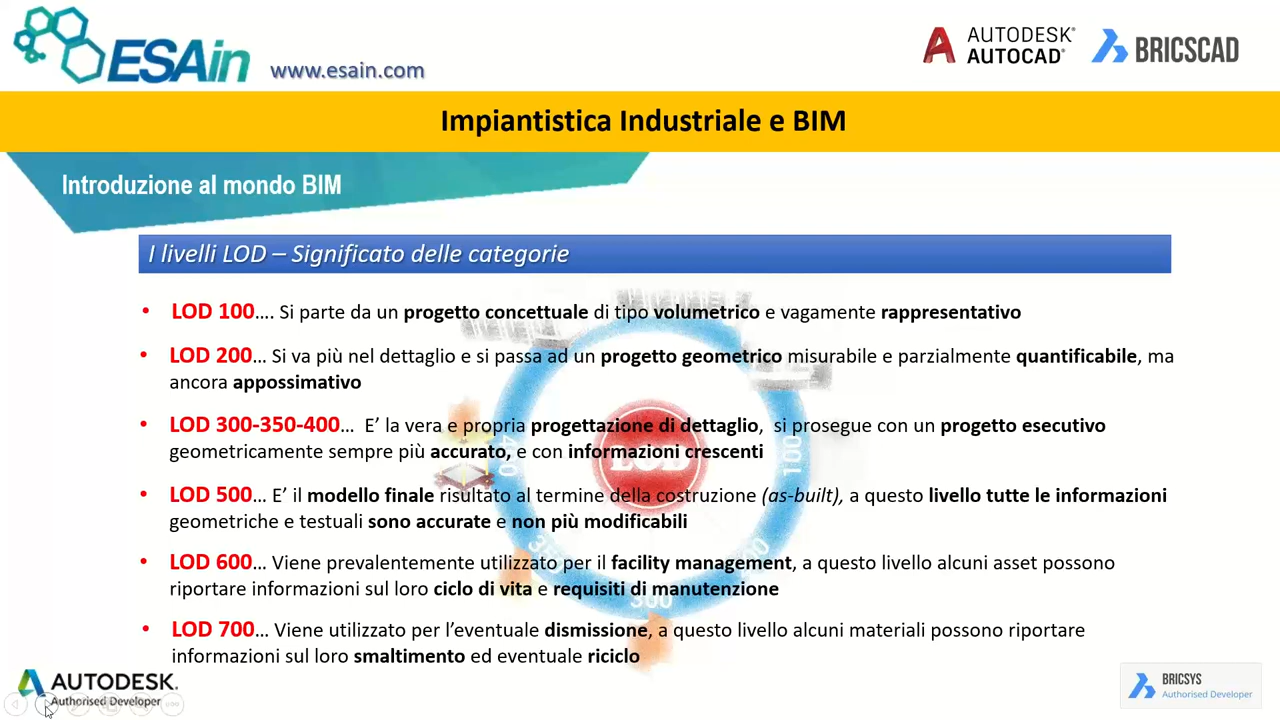 ESAin
www.esain.com
AUTODESK®
AUTOCAD®
BRICSCAD
Impiantistica Industriale e BIM
Introduzione al mondo BIM
I livelli LOD – Significato delle categorie
• LOD 100…. Si parte da un progetto concettuale di tipo volumetrico e vagamente rappresentativo
• LOD 200… Si va più nel dettaglio e si passa ad un progetto geometrico misurabile e parzialmente quantificabile, ma
ancora appossimativo
• LOD 300-350-400… E’ la vera e propria progettazione di dettaglio, si prosegue con un progetto esecutivo
geometricamente sempre più accurato, e con informazioni crescenti
• LOD 500… E’ il modello finale risultato al termine della costruzione (as-built), a questo livello tutte le informazioni
geometriche e testuali sono accurate e non più modificabili
• LOD 600… Viene prevalentemente utilizzato per il facility management, a questo livello alcuni asset possono
riportare informazioni sul loro ciclo di vita e requisiti di manutenzione
• LOD 700… Viene utilizzato per l’eventuale dismissione, a questo livello alcuni materiali possono riportare
informazioni sul loro smaltimento ed eventuale riciclo
LOD
100
300
350
AUTODESK.
Authorised Developer
BRICSYS
Authorised Developer